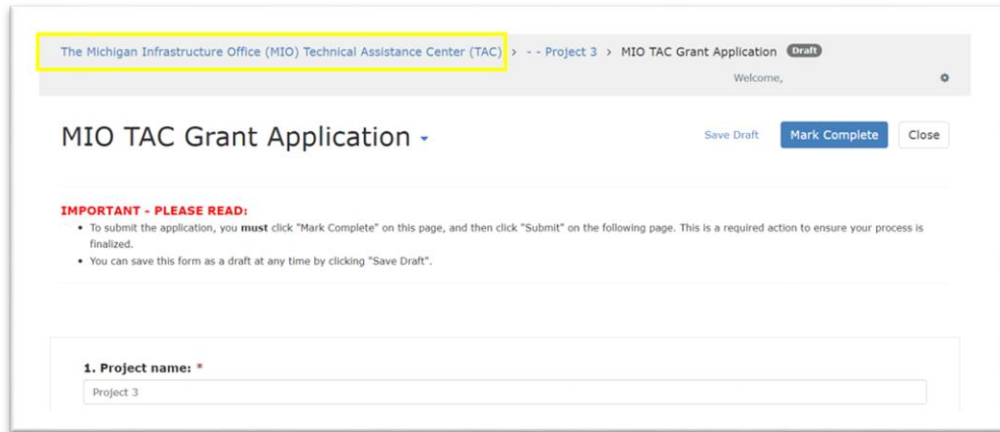 The Michigan Infrastructure Office (MIO) Technical Assistance Center (TAC) > - - Project 3 > MIO TAC Grant Application Draft
Welcome,
MIO TAC Grant Application
Save Draft Mark Complete Close
IMPORTANT - PLEASE READ:
• To submit the application, you must click "Mark Complete" on this page, and then click "Submit" on the following page. This is a required action to ensure your process is
finalized.
• You can save this form as a draft at any time by clicking "Save Draft".
1. Project name: *
Project 3